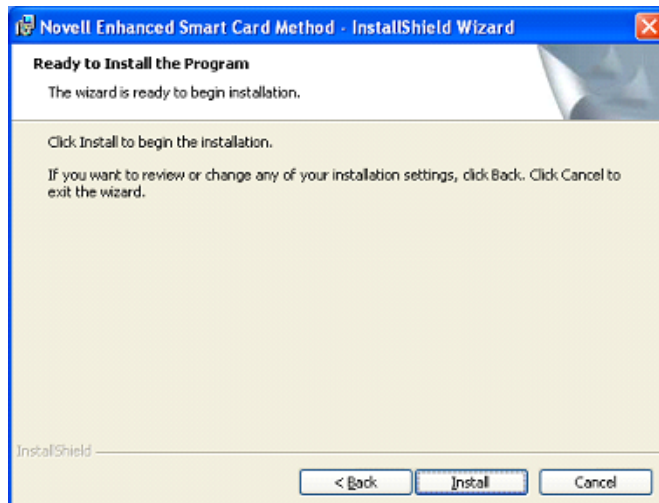 Novell Enhanced Smart Card Method - InstallShield Wizard
Ready to Install the Program
The wizard is ready to begin installation.
Click Install to begin the installation.
If you want to review or change any of your installation settings, click Back. Click Cancel to
exit the wizard.
InstallShield
< Back
Install
Cancel